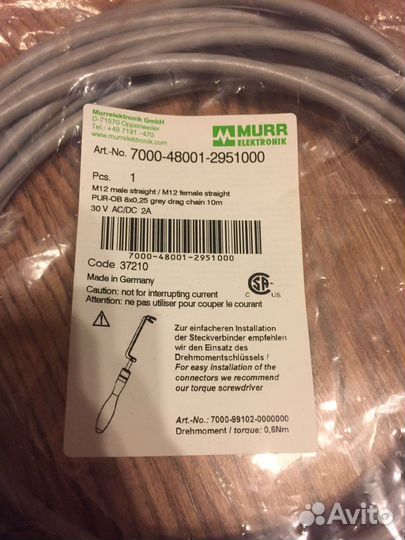 Murrelektronik GmbH
D-71570 Oppenweiler
Tel.: +49 7191 -470
www.murrelektronik.com
MURR
ELEKTRONIK
Art.-No. 7000-48001-2951000
Pcs. 1
M12 male straight / M12 female straight
PUR-OB 8x0,25 grey drag chain 10m
30 V AC/DC 2A
7000-48001-2951000
Code 37210
Made in Germany
Caution: not for interrupting current
Attention: ne pas utiliser pour couper le courant
SA
C US
Zur einfacheren Installation
der Steckverbinder empfehlen
wir den Einsatz des
Drehmomentschlüssels !
For easy installation of the
connectors we recommend
our torque screwdriver
Art.-No.: 7000-99102-0000000
Drehmoment / torque: 0,6Nm
Avito